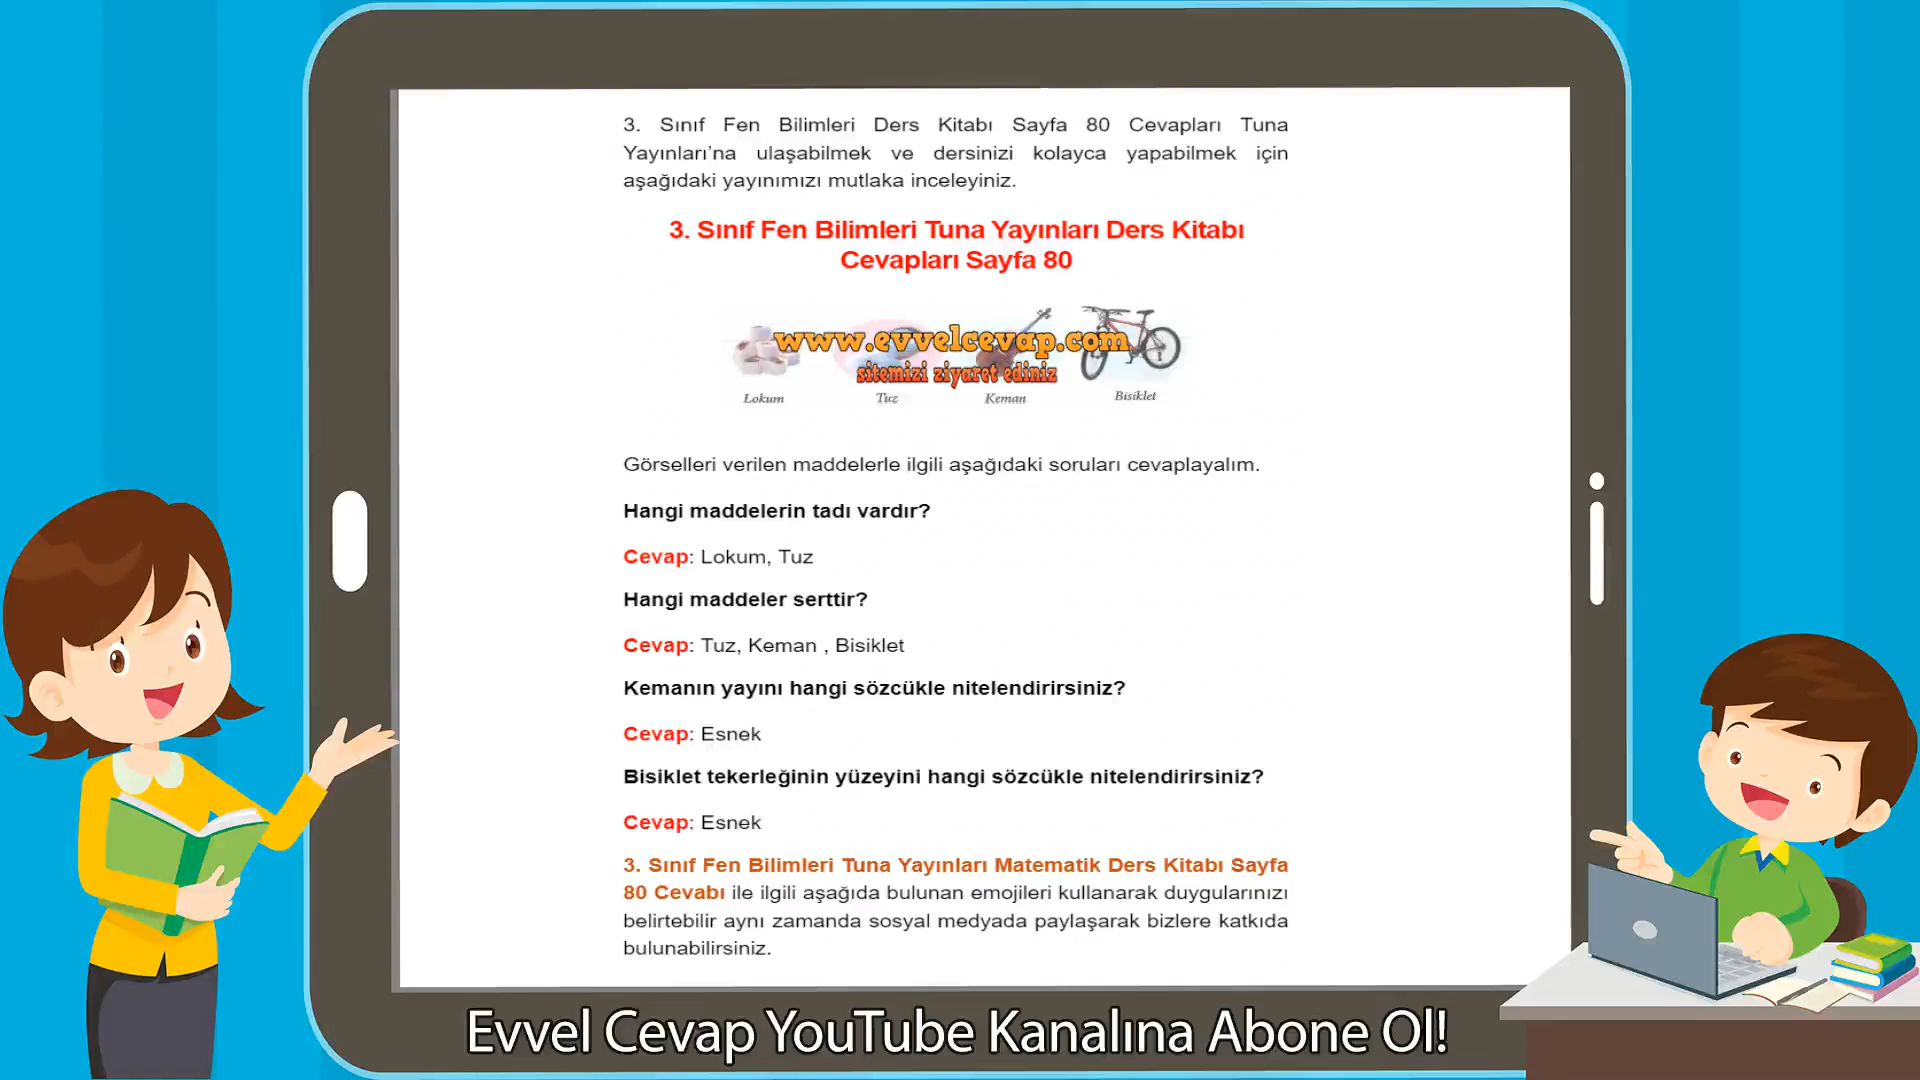 3. Sınıf Fen Bilimleri Ders Kitabı Sayfa 80 Cevapları Tuna
Yayınları’na ulaşabilmek ve dersinizi kolayca yapabilmek için
aşağıdaki yayınımızı mutlaka inceleyiniz.
3. Sınıf Fen Bilimleri Tuna Yayınları Ders Kitabı
Cevapları Sayfa 80
www.evvelcevap.com
sitemizi ziyaret ediniz
Lokum Tuz Keman Bisiklet
Görselleri verilen maddelerle ilgili aşağıdaki soruları cevaplayalım.
Hangi maddelerin tadı vardır?
Cevap: Lokum, Tuz
Hangi maddeler serttir?
Cevap: Tuz, Keman , Bisiklet
Kemanın yayını hangi sözcükle nitelendirirsiniz?
Cevap: Esnek
Bisiklet tekerleğinin yüzeyini hangi sözcükle nitelendirirsiniz?
Cevap: Esnek
3. Sınıf Fen Bilimleri Tuna Yayınları Matematik Ders Kitabı Sayfa
80 Cevabı ile ilgili aşağıda bulunan emojileri kullanarak duygularınızı
belirtebilir aynı zamanda sosyal medyada paylaşarak bizlere katkıda
bulunabilirsiniz.
Evvel Cevap YouTube Kanalına Abone Ol!